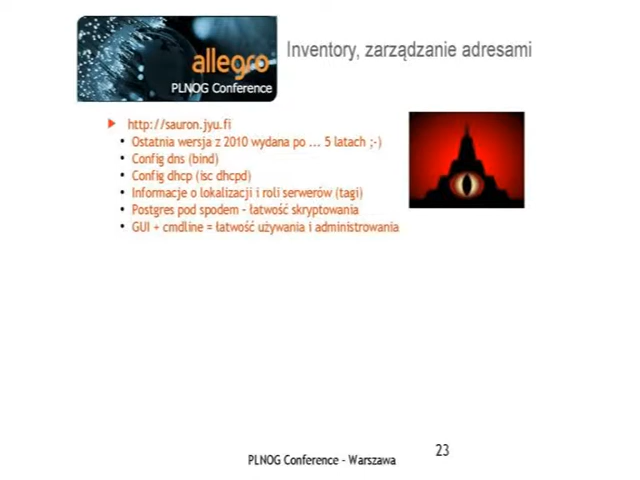 allegro
PLNOG Conference
Inventory, zarządzanie adresami
http://sauron.jyu.fi
Ostatnia wersja z 2010 wydana po ... 5 latach ;-)
Config dns (bind)
Config dhcp (isc dhcpd)
Informacje o lokalizacji i roli serwerów (tagi)
Postgres pod spodem - łatwość skryptowania
GUI + cmdline = łatwość używania i administrowania
23
PLNOG Conference - Warszawa